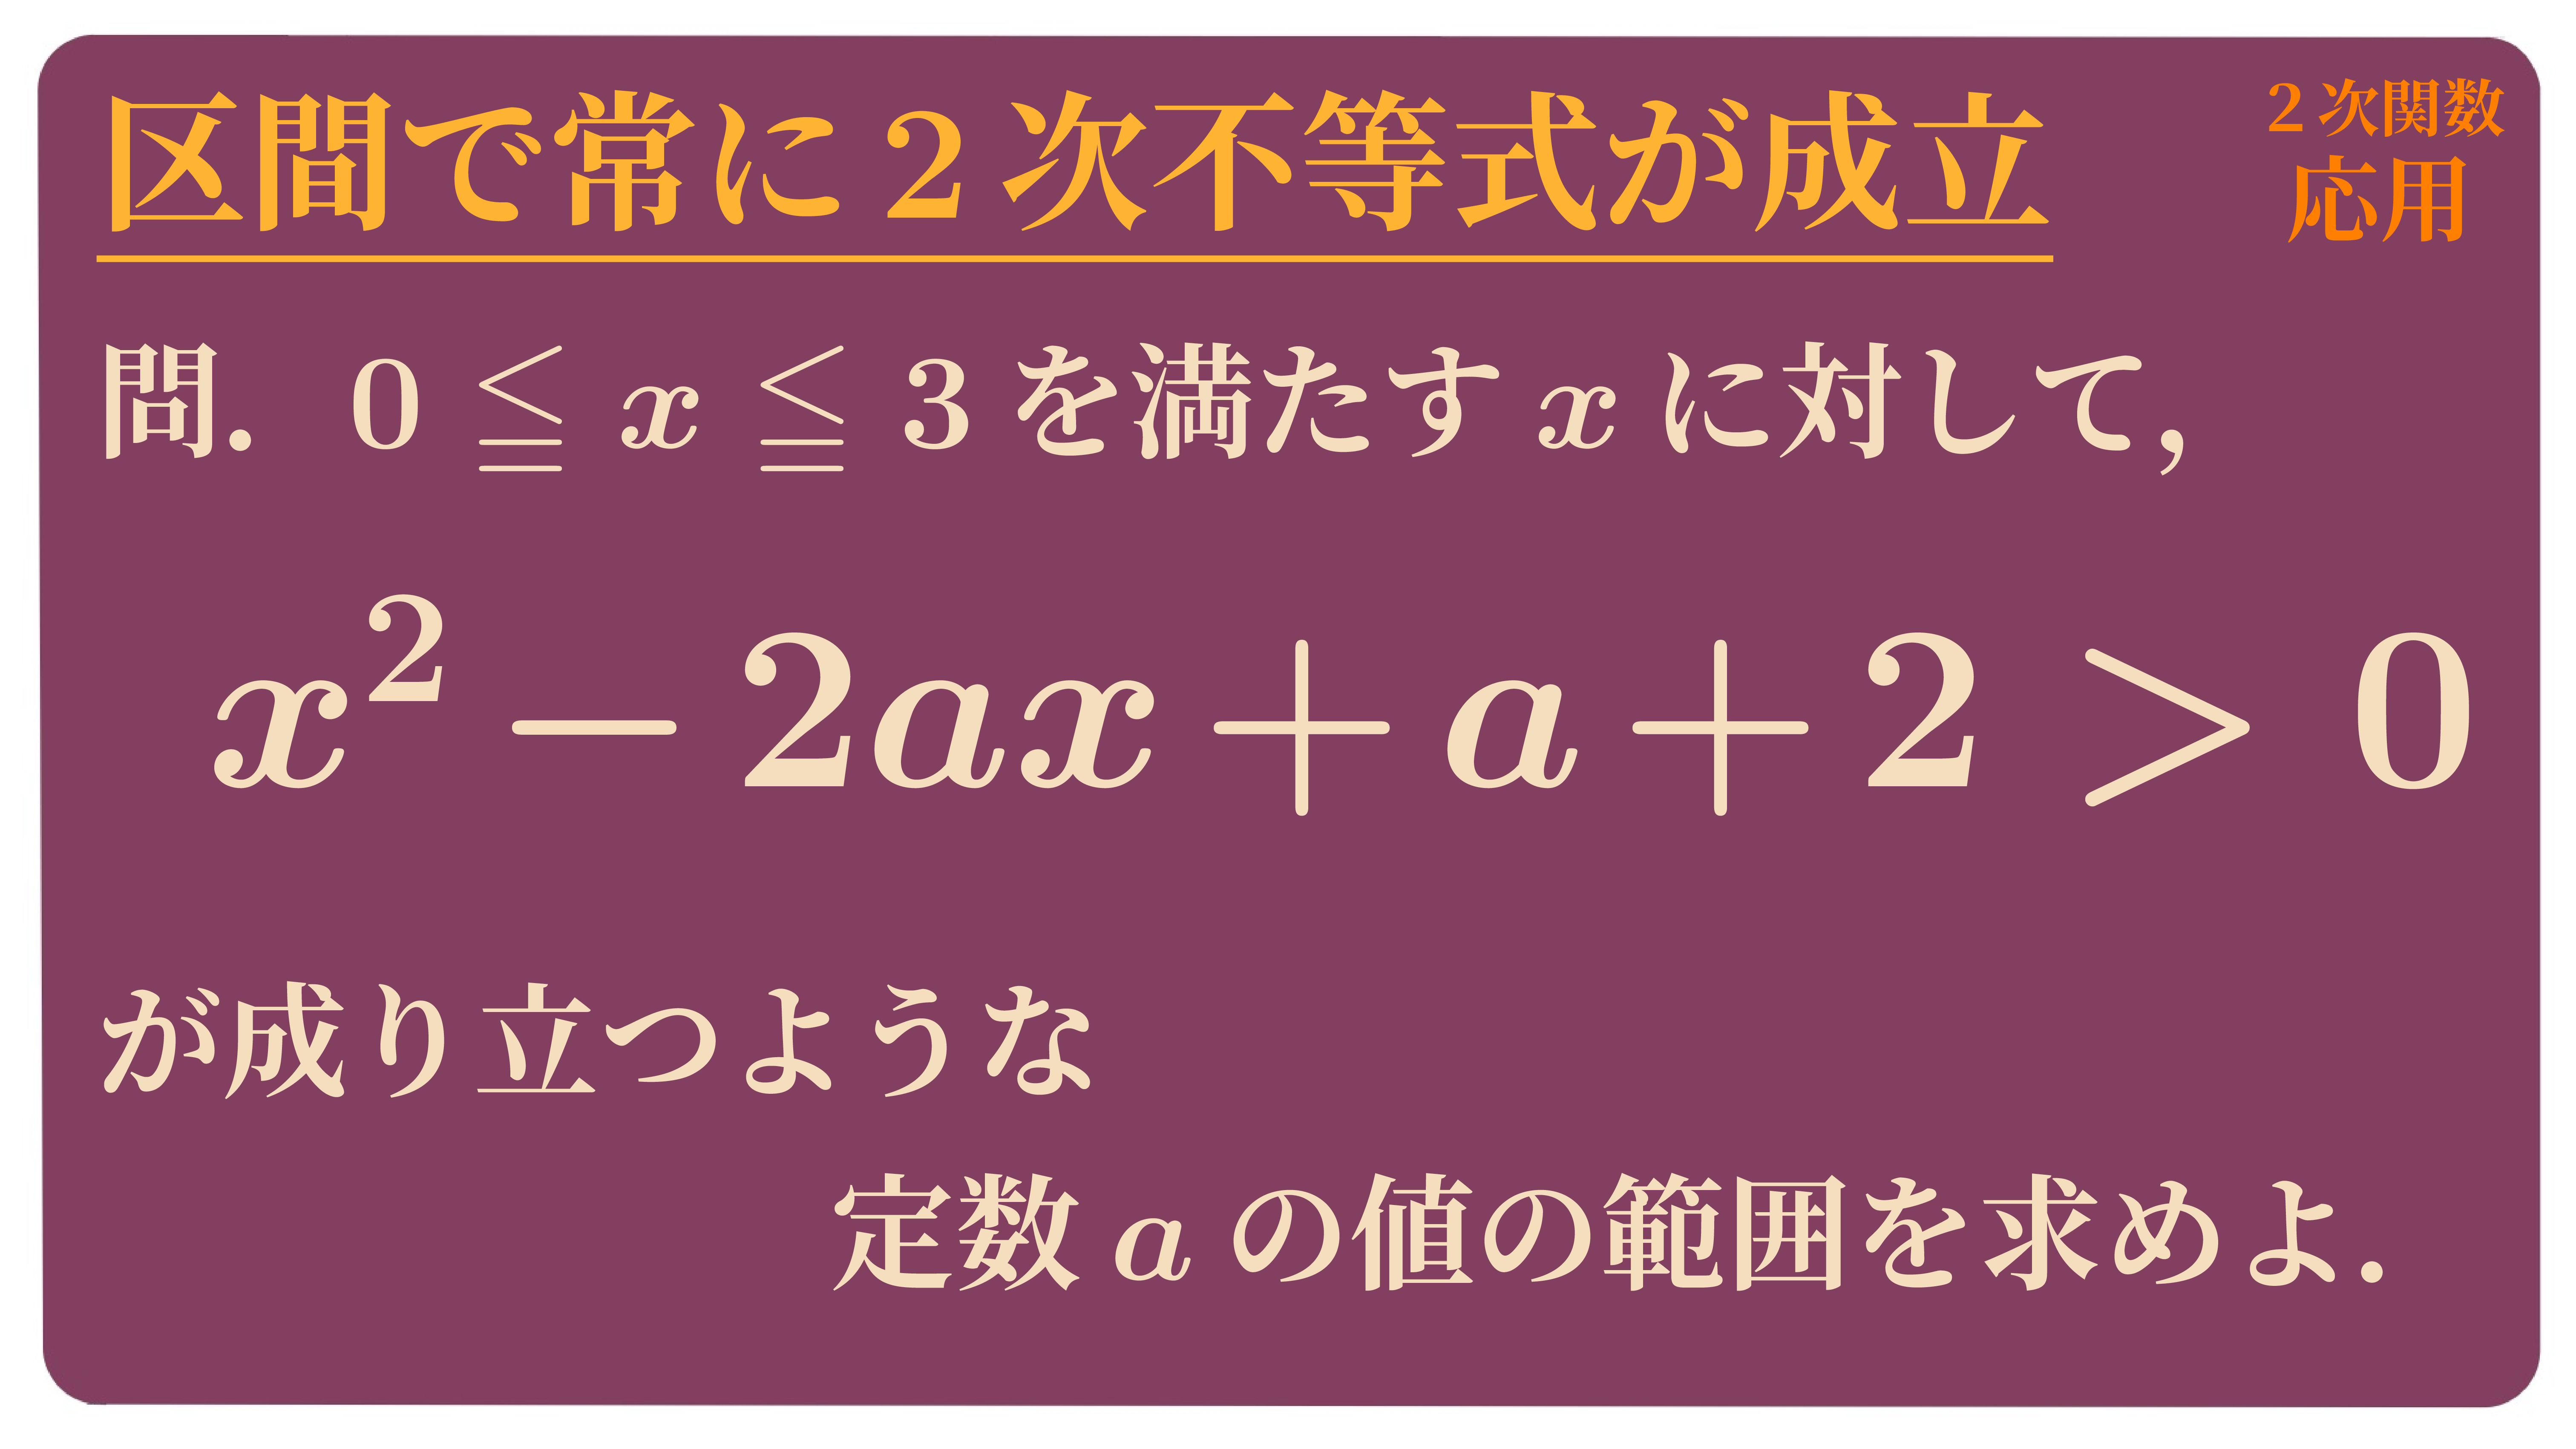 区間で常に2次不等式が成立
2次関数
応用
問. 0 ≦ x ≦ 3 を満たす x に対して,
x² − 2ax + a + 2 > 0
が成り立つような
定数 a の値の範囲を求めよ.